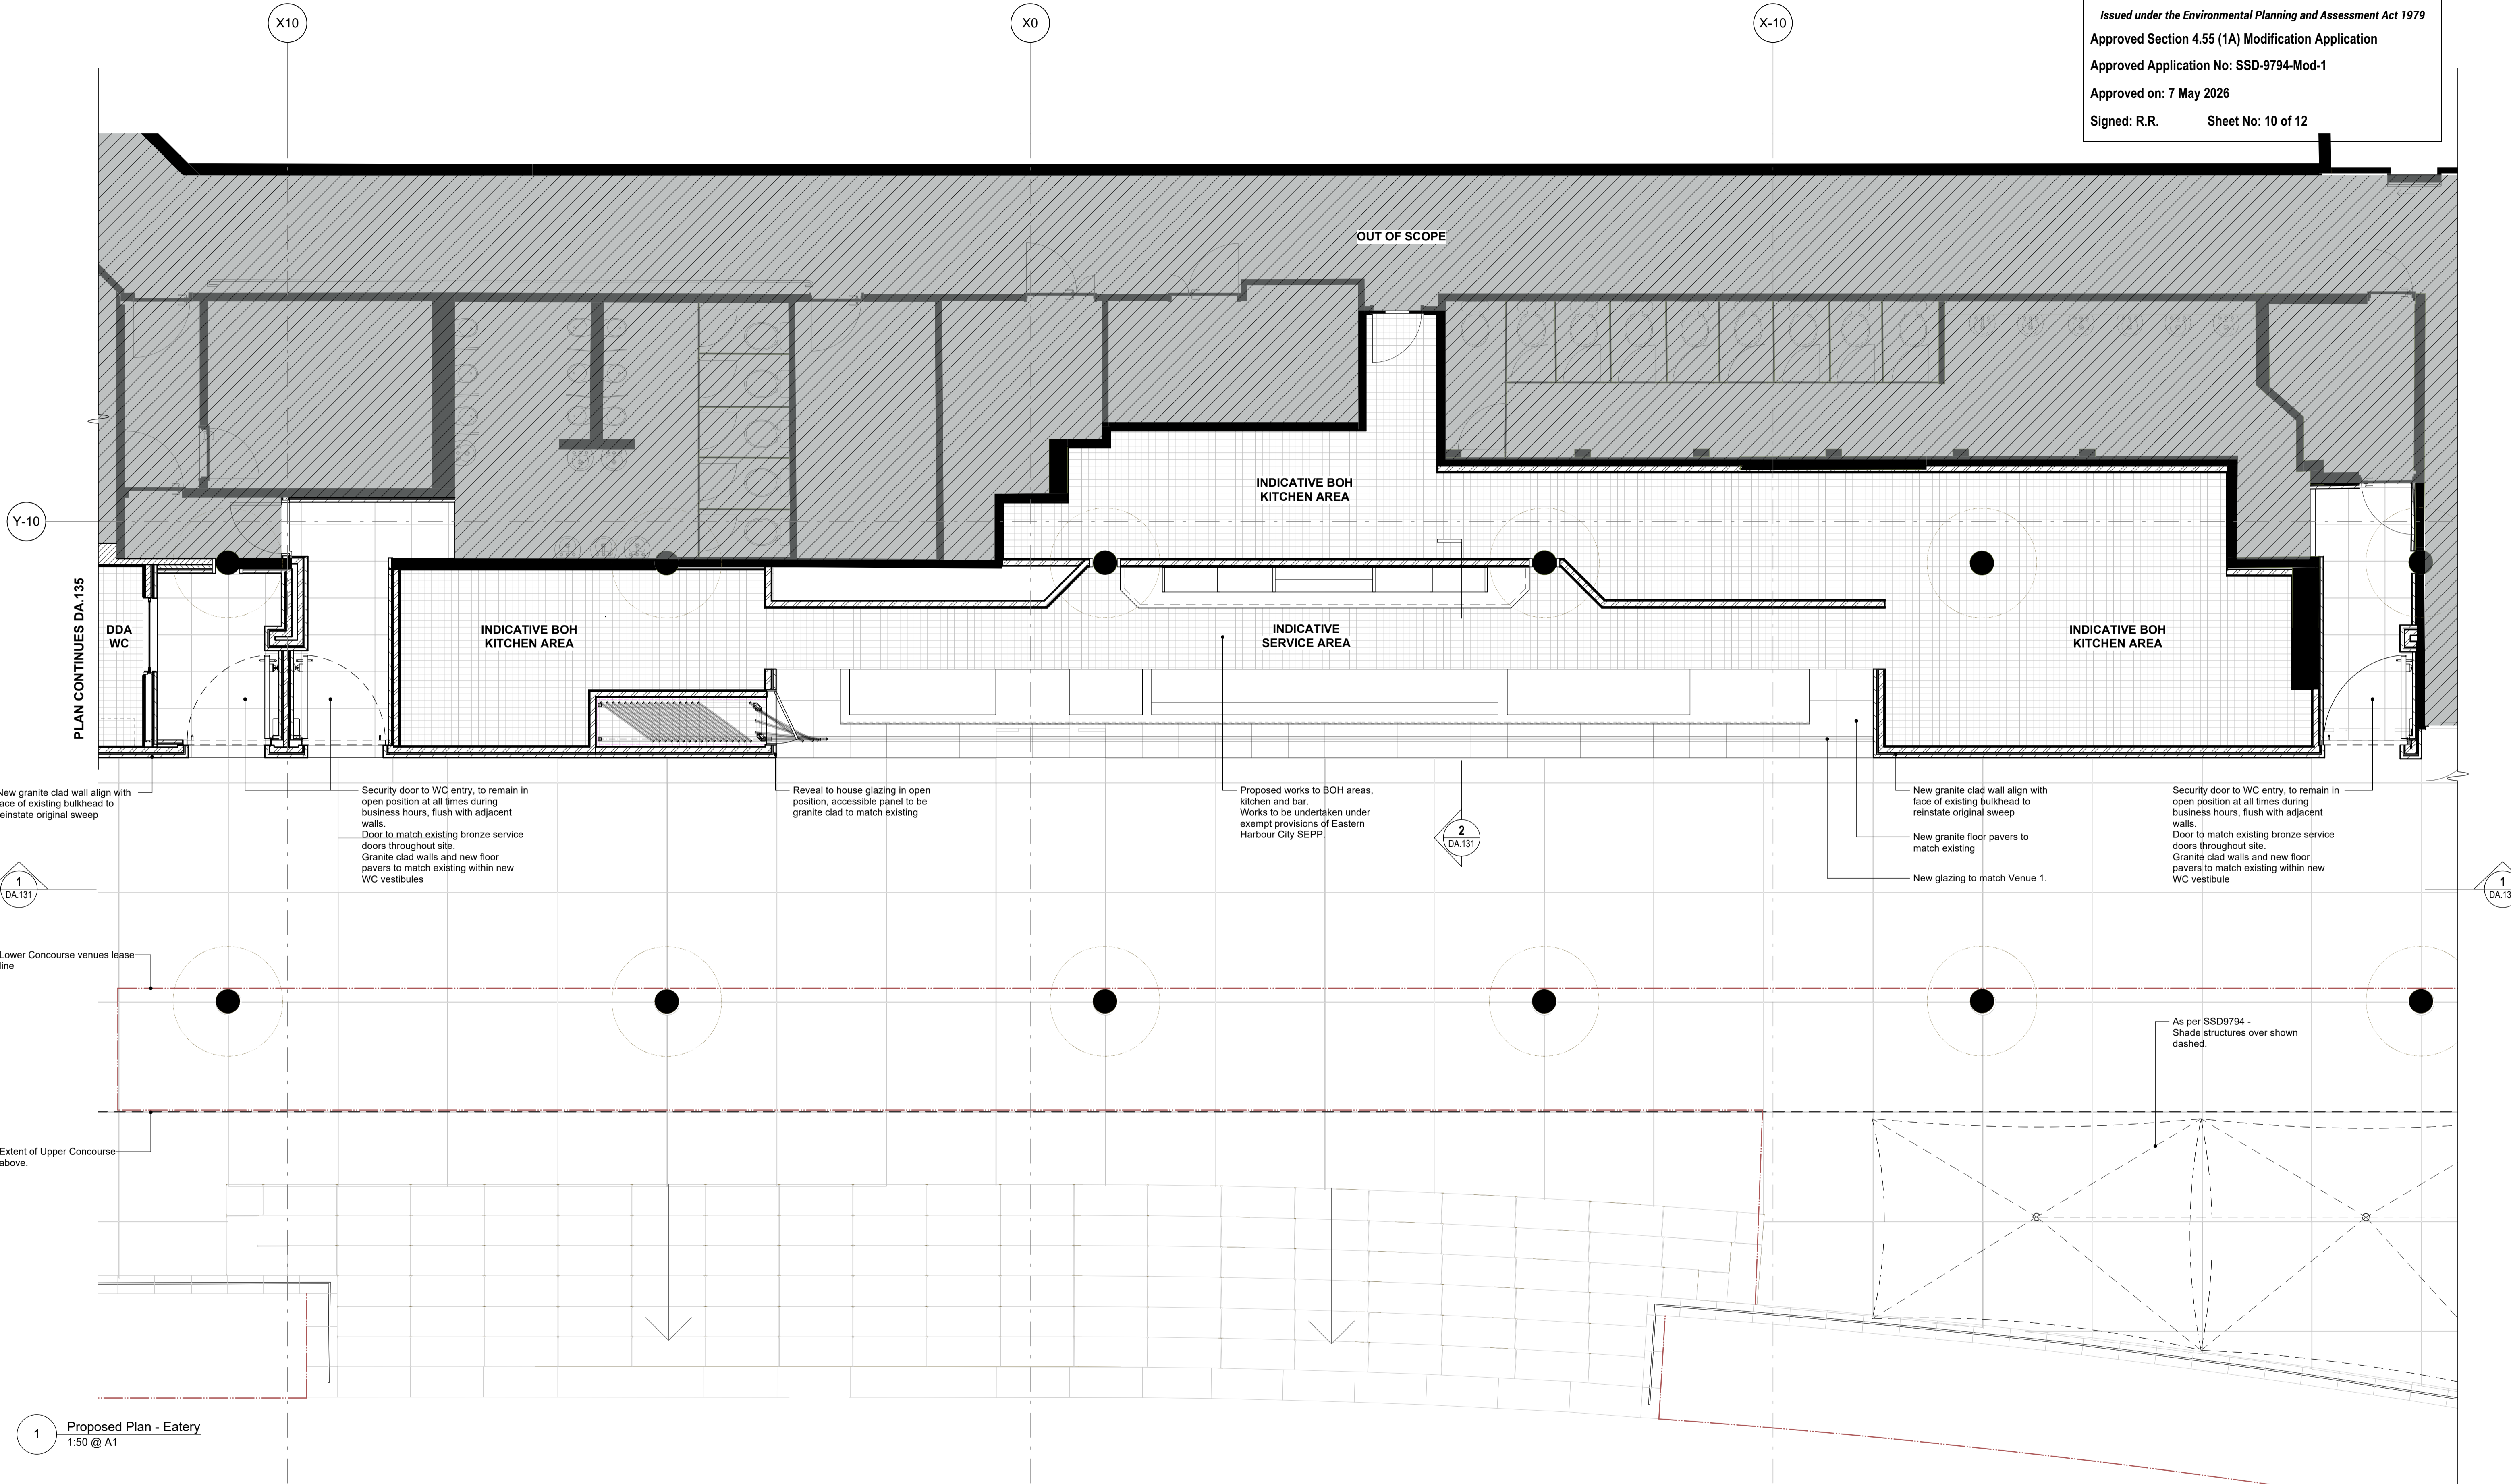 X10
X0
X-10
Issued under the Environmental Planning and Assessment Act 1979
Approved Section 4.55 (1A) Modification Application
Approved Application No: SSD-9794-Mod-1
Approved on: 7 May 2026
Signed: R.R. Sheet No: 10 of 12
OUT OF SCOPE
Y-10
INDICATIVE BOH
KITCHEN AREA
PLAN CONTINUES DA.135
DDA
WC
INDICATIVE BOH
KITCHEN AREA
INDICATIVE
SERVICE AREA
INDICATIVE BOH
KITCHEN AREA
New granite clad wall align with
ace of existing bulkhead to
einstate original sweep
Security door to WC entry, to remain in
open position at all times during
business hours, flush with adjacent
walls.
Door to match existing bronze service
doors throughout site.
Granite clad walls and new floor
pavers to match existing within new
WC vestibules
Reveal to house glazing in open
position, accessible panel to be
granite clad to match existing
Proposed works to BOH areas,
kitchen and bar.
Works to be undertaken under
exempt provisions of Eastern
Harbour City SEPP.
2
DA.131
New granite clad wall align with
face of existing bulkhead to
reinstate original sweep
New granite floor pavers to
match existing
New glazing to match Venue 1.
Security door to WC entry, to remain in
open position at all times during
business hours, flush with adjacent
walls.
Door to match existing bronze service
doors throughout site.
Granite clad walls and new floor
pavers to match existing within new
WC vestibule
1
DA.131
1
DA.13
Lower Concourse venues lease
line
As per SSD9794 -
Shade structures over shown
dashed.
Extent of Upper Concourse
above.
1
Proposed Plan - Eatery
1:50 @ A1